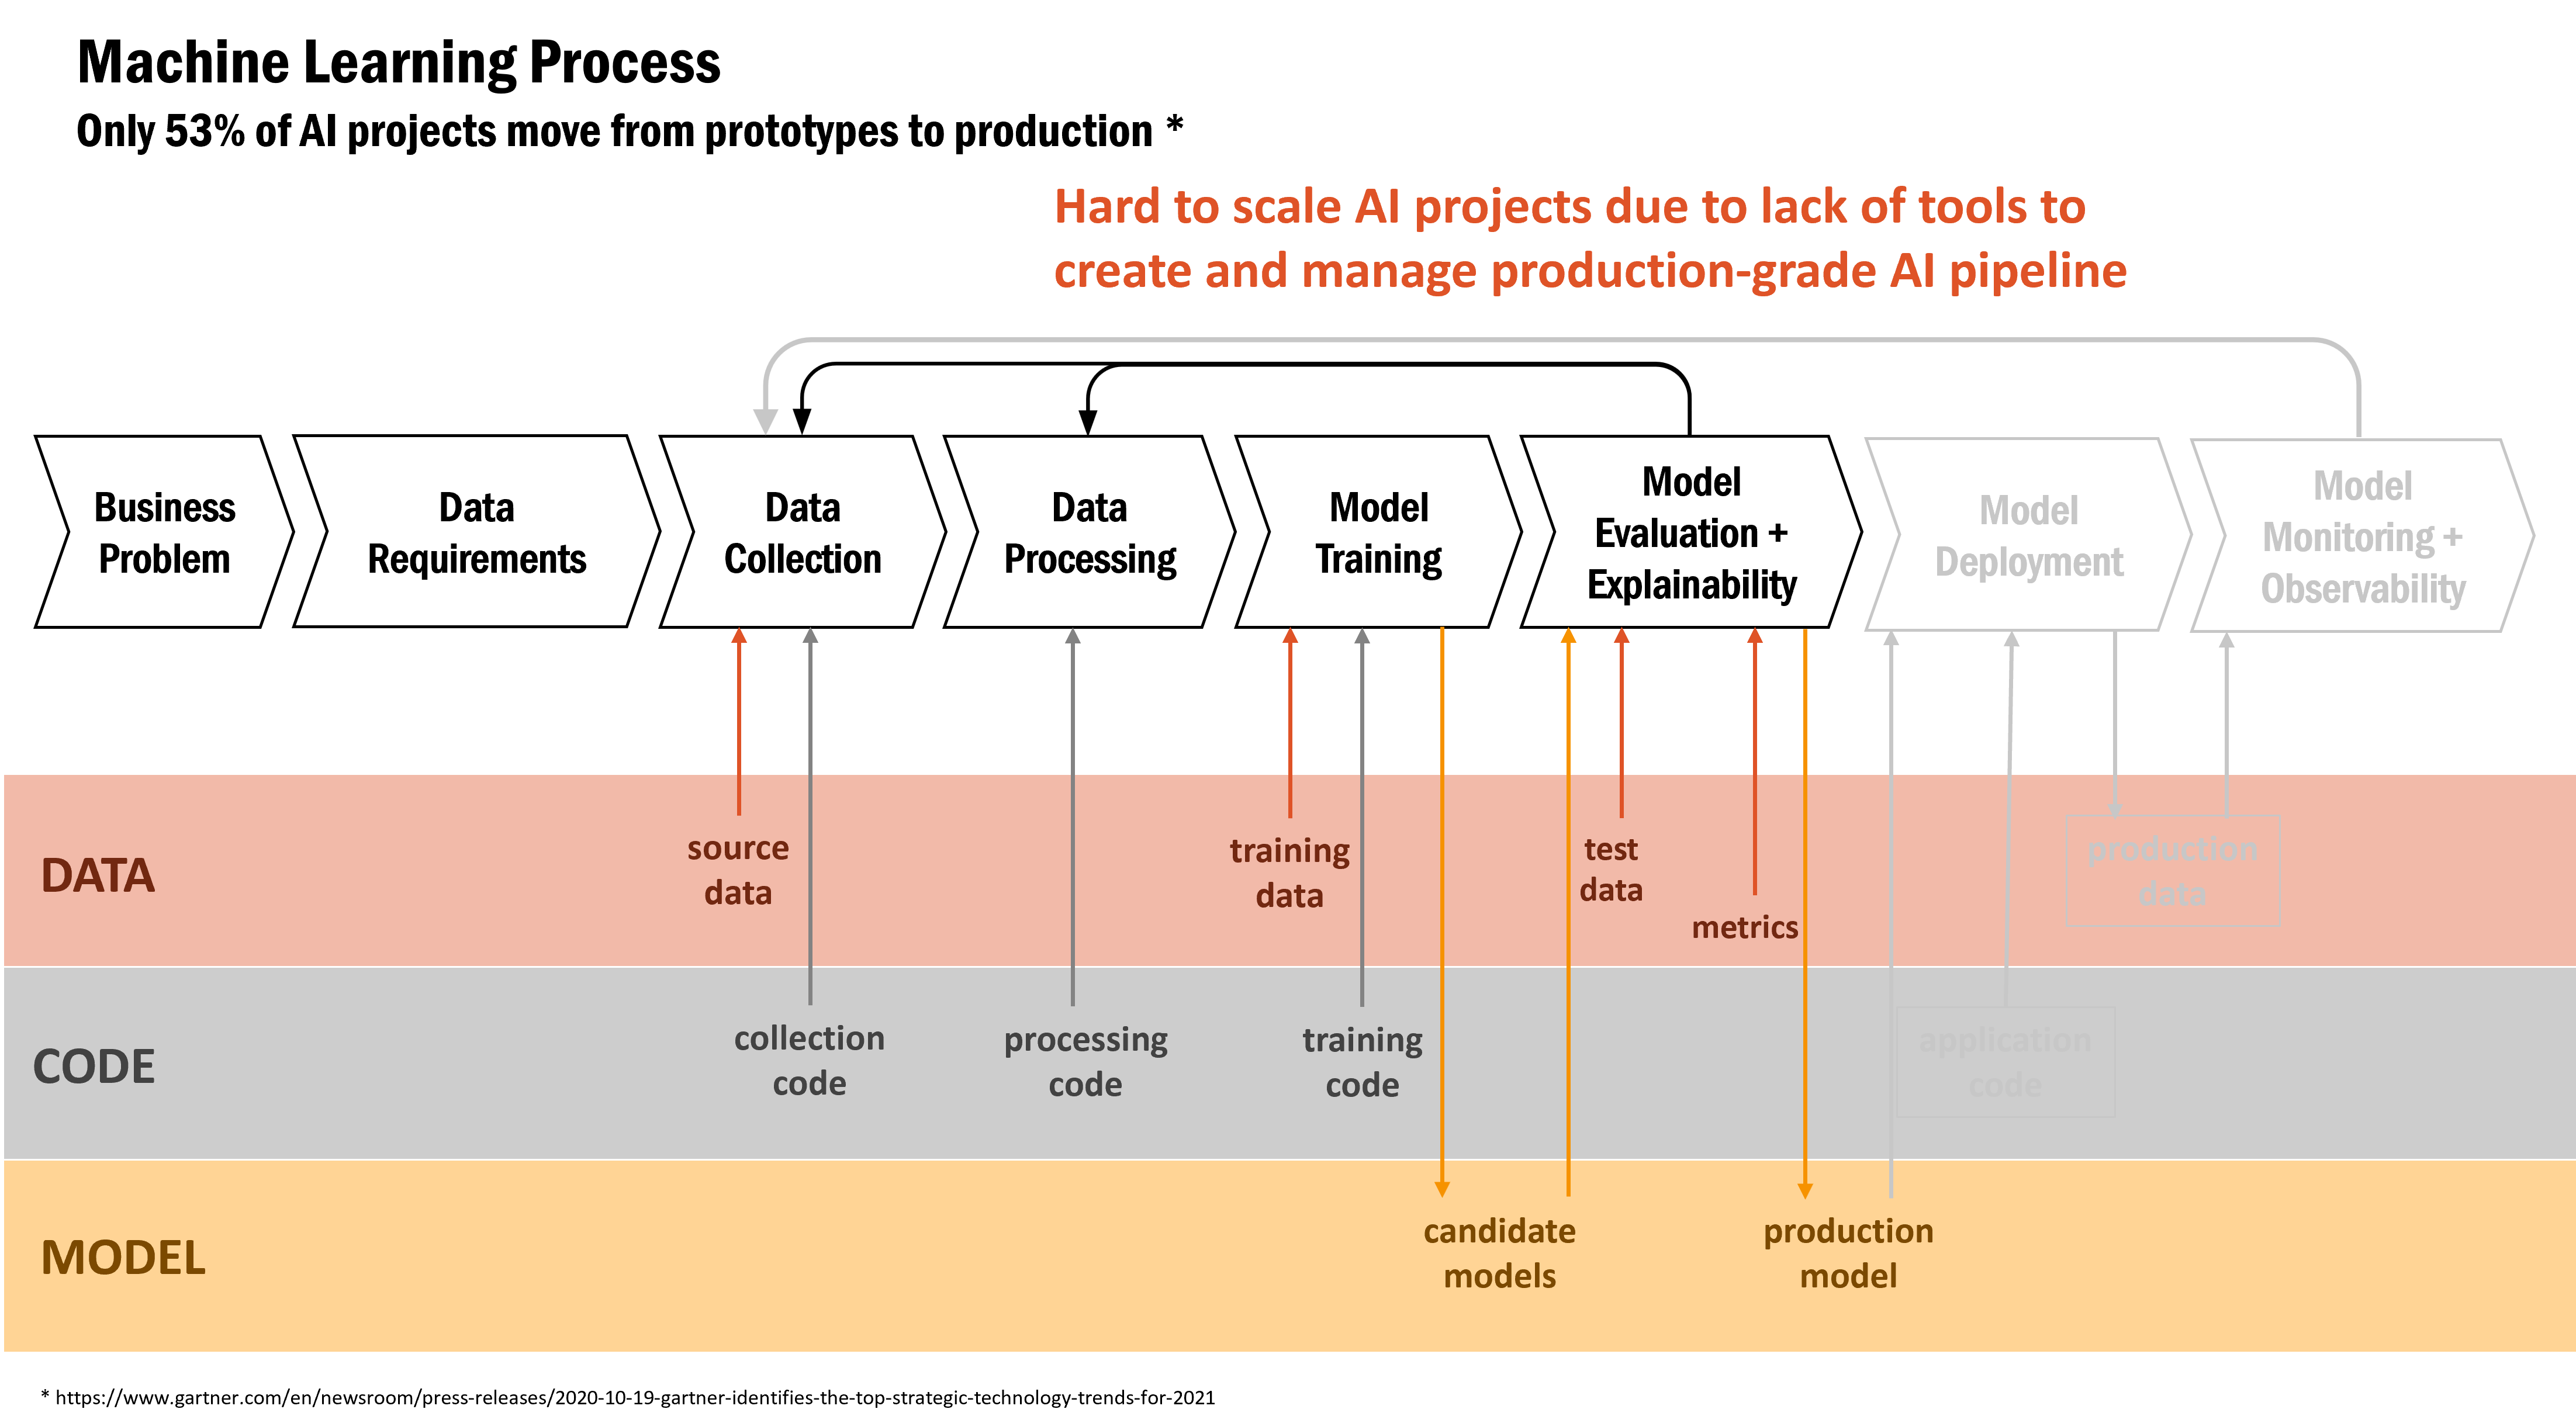 Machine Learning Process
Only 53% of AI projects move from prototypes to production *
Hard to scale AI projects due to lack of tools to
create and manage production-grade AI pipeline
Business
Problem
Data
Requirements
Data
Collection
Data
Processing
Model
Training
Model
Evaluation +
Explainability
Model
Deployment
Model
Monitoring +
Observability
DATA
source
data
training
data
test
data
metrics
production
data
CODE
collection
code
processing
code
training
code
application
code
MODEL
candidate
models
production
model
* https://www.gartner.com/en/newsroom/press-releases/2020-10-19-gartner-identifies-the-top-strategic-technology-trends-for-2021